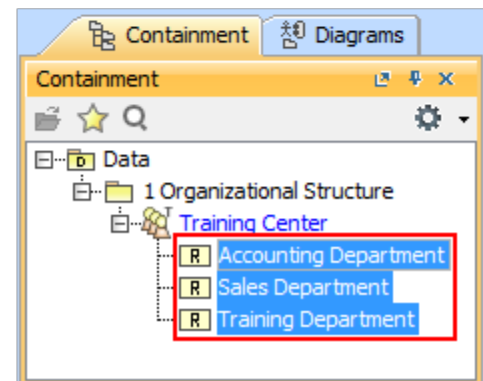 Containment Diagrams
Containment
D Data
1 Organizational Structure
T Training Center
R Accounting Department
R Sales Department
R Training Department